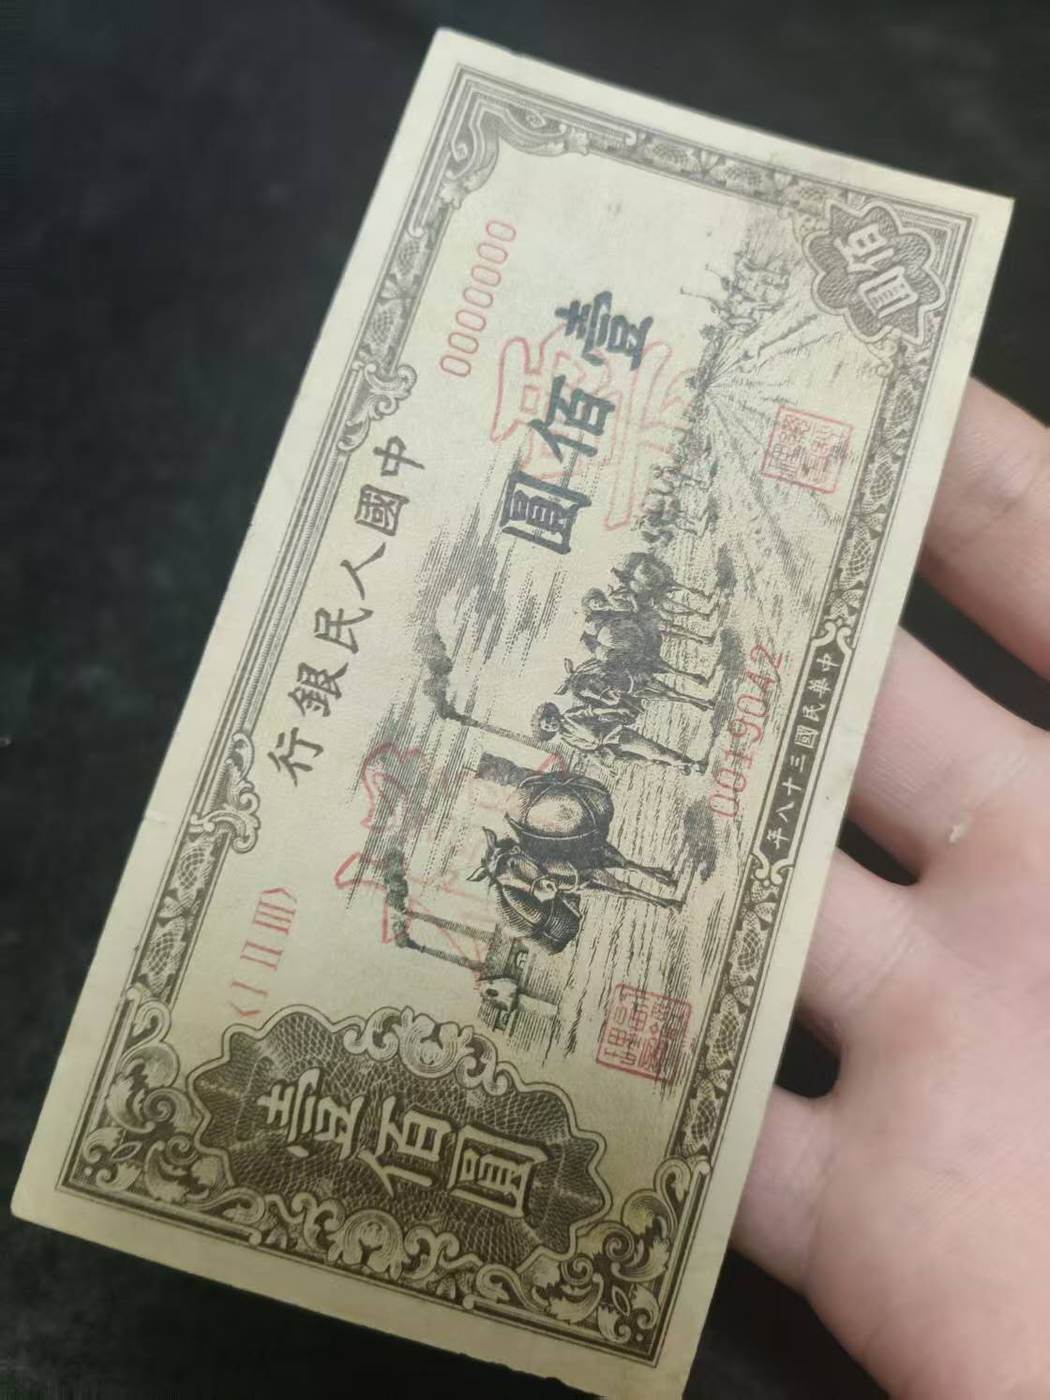 中國人民銀行
<I II III>
0000000
壹佰圓
壹佰圓
佰圓
0019042
中華民國三十八年